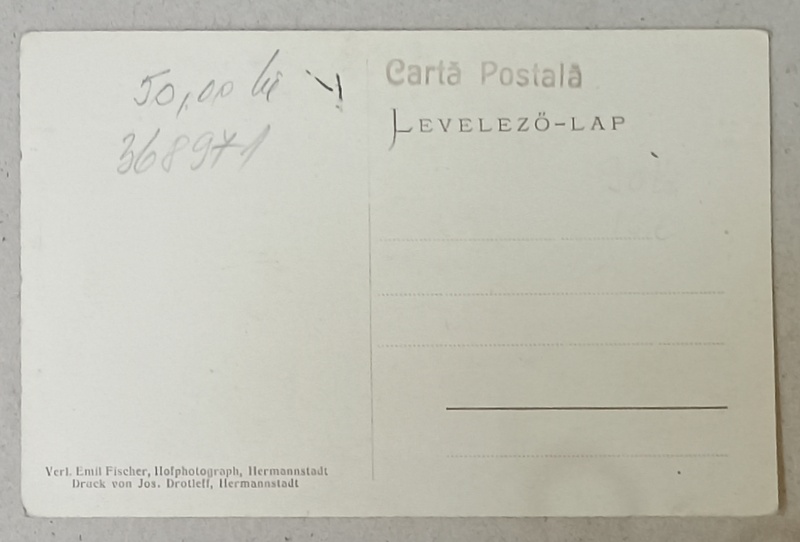 50,00 lei
368971
Cartă Postală
LEVELEZŐ-LAP
Verl. Emil Fischer, Hofphotograph, Hermannstadt
Druck von Jos. Drotleff, Hermannstadt